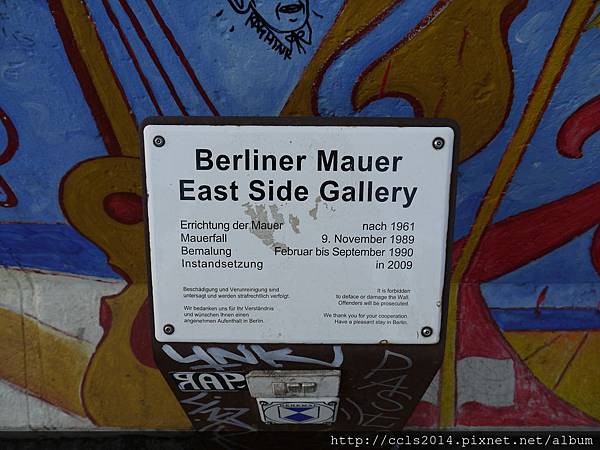 Berliner Mauer
East Side Gallery
Errichtung der Mauer nach 1961
Mauerfall 9. November 1989
Bemalung Februar bis September 1990
Instandsetzung in 2009
Beschädigung und Verunreinigung sind
untersagt und werden strafrechtlich verfolgt.
Wir bedanken uns für Ihr Verständnis
und wünschen Ihnen einen
angenehmen Aufenthalt in Berlin.
It is forbidden
to deface or damage the Wall.
Offenders will be prosecuted.
We thank you for your cooperation.
Have a pleasant stay in Berlin.
RAP
DENKMAL
http://ccls2014.pixnet.net/album